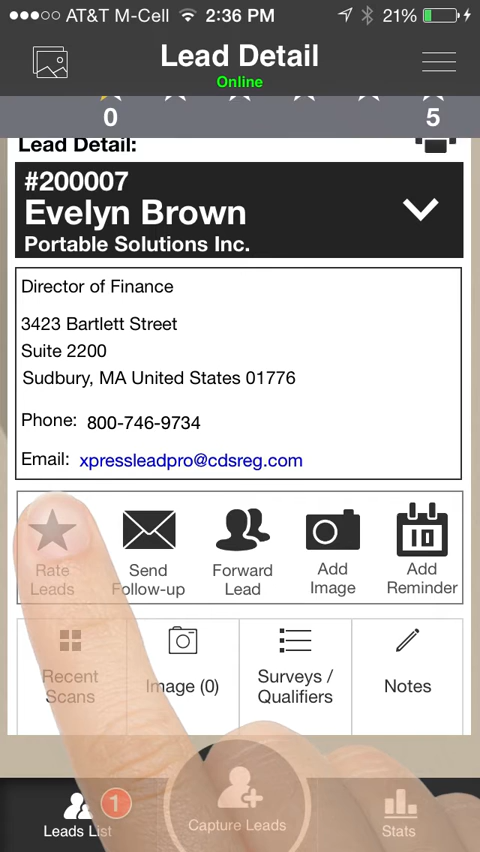 AT&T M-Cell 2:36 PM 21%
Lead Detail
Online
0 5
Lead Detail:
#200007
Evelyn Brown
Portable Solutions Inc.
Director of Finance
3423 Bartlett Street
Suite 2200
Sudbury, MA United States 01776
Phone: 800-746-9734
Email: xpressleadpro@cdsreg.com
10
Rate Leads
Send Follow-up
Forward Lead
Add Image
Add Reminder
Recent Scans
Image (0)
Surveys / Qualifiers
Notes
1
Leads List
Capture Leads
Stats